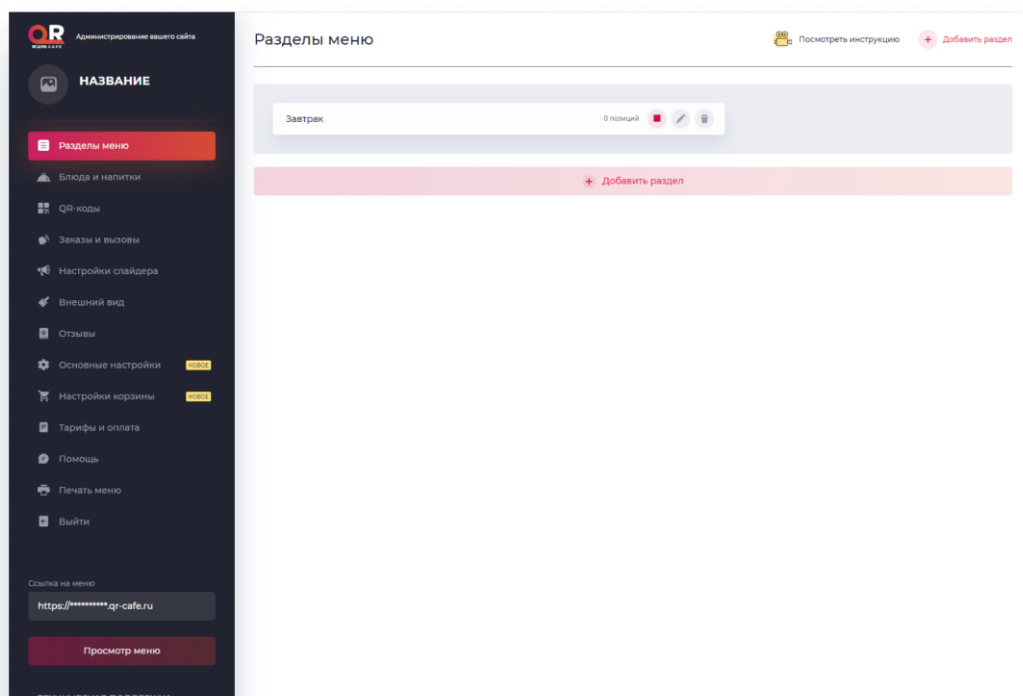 QR
Администрирование вашего сайта
НАЗВАНИЕ
Разделы меню
Блюда и напитки
QR-коды
Заказы и вызовы
Настройки слайдера
Внешний вид
Отзывы
Основные настройки НОВОЕ
Настройки корзины НОВОЕ
Тарифы и оплата
Помощь
Печать меню
Выйти
Ссылка на меню
https://**********.qr-cafe.ru
Просмотр меню
Разделы меню
Посмотреть инструкцию
+ Добавить раздел
Завтрак
0 позиций
+ Добавить раздел